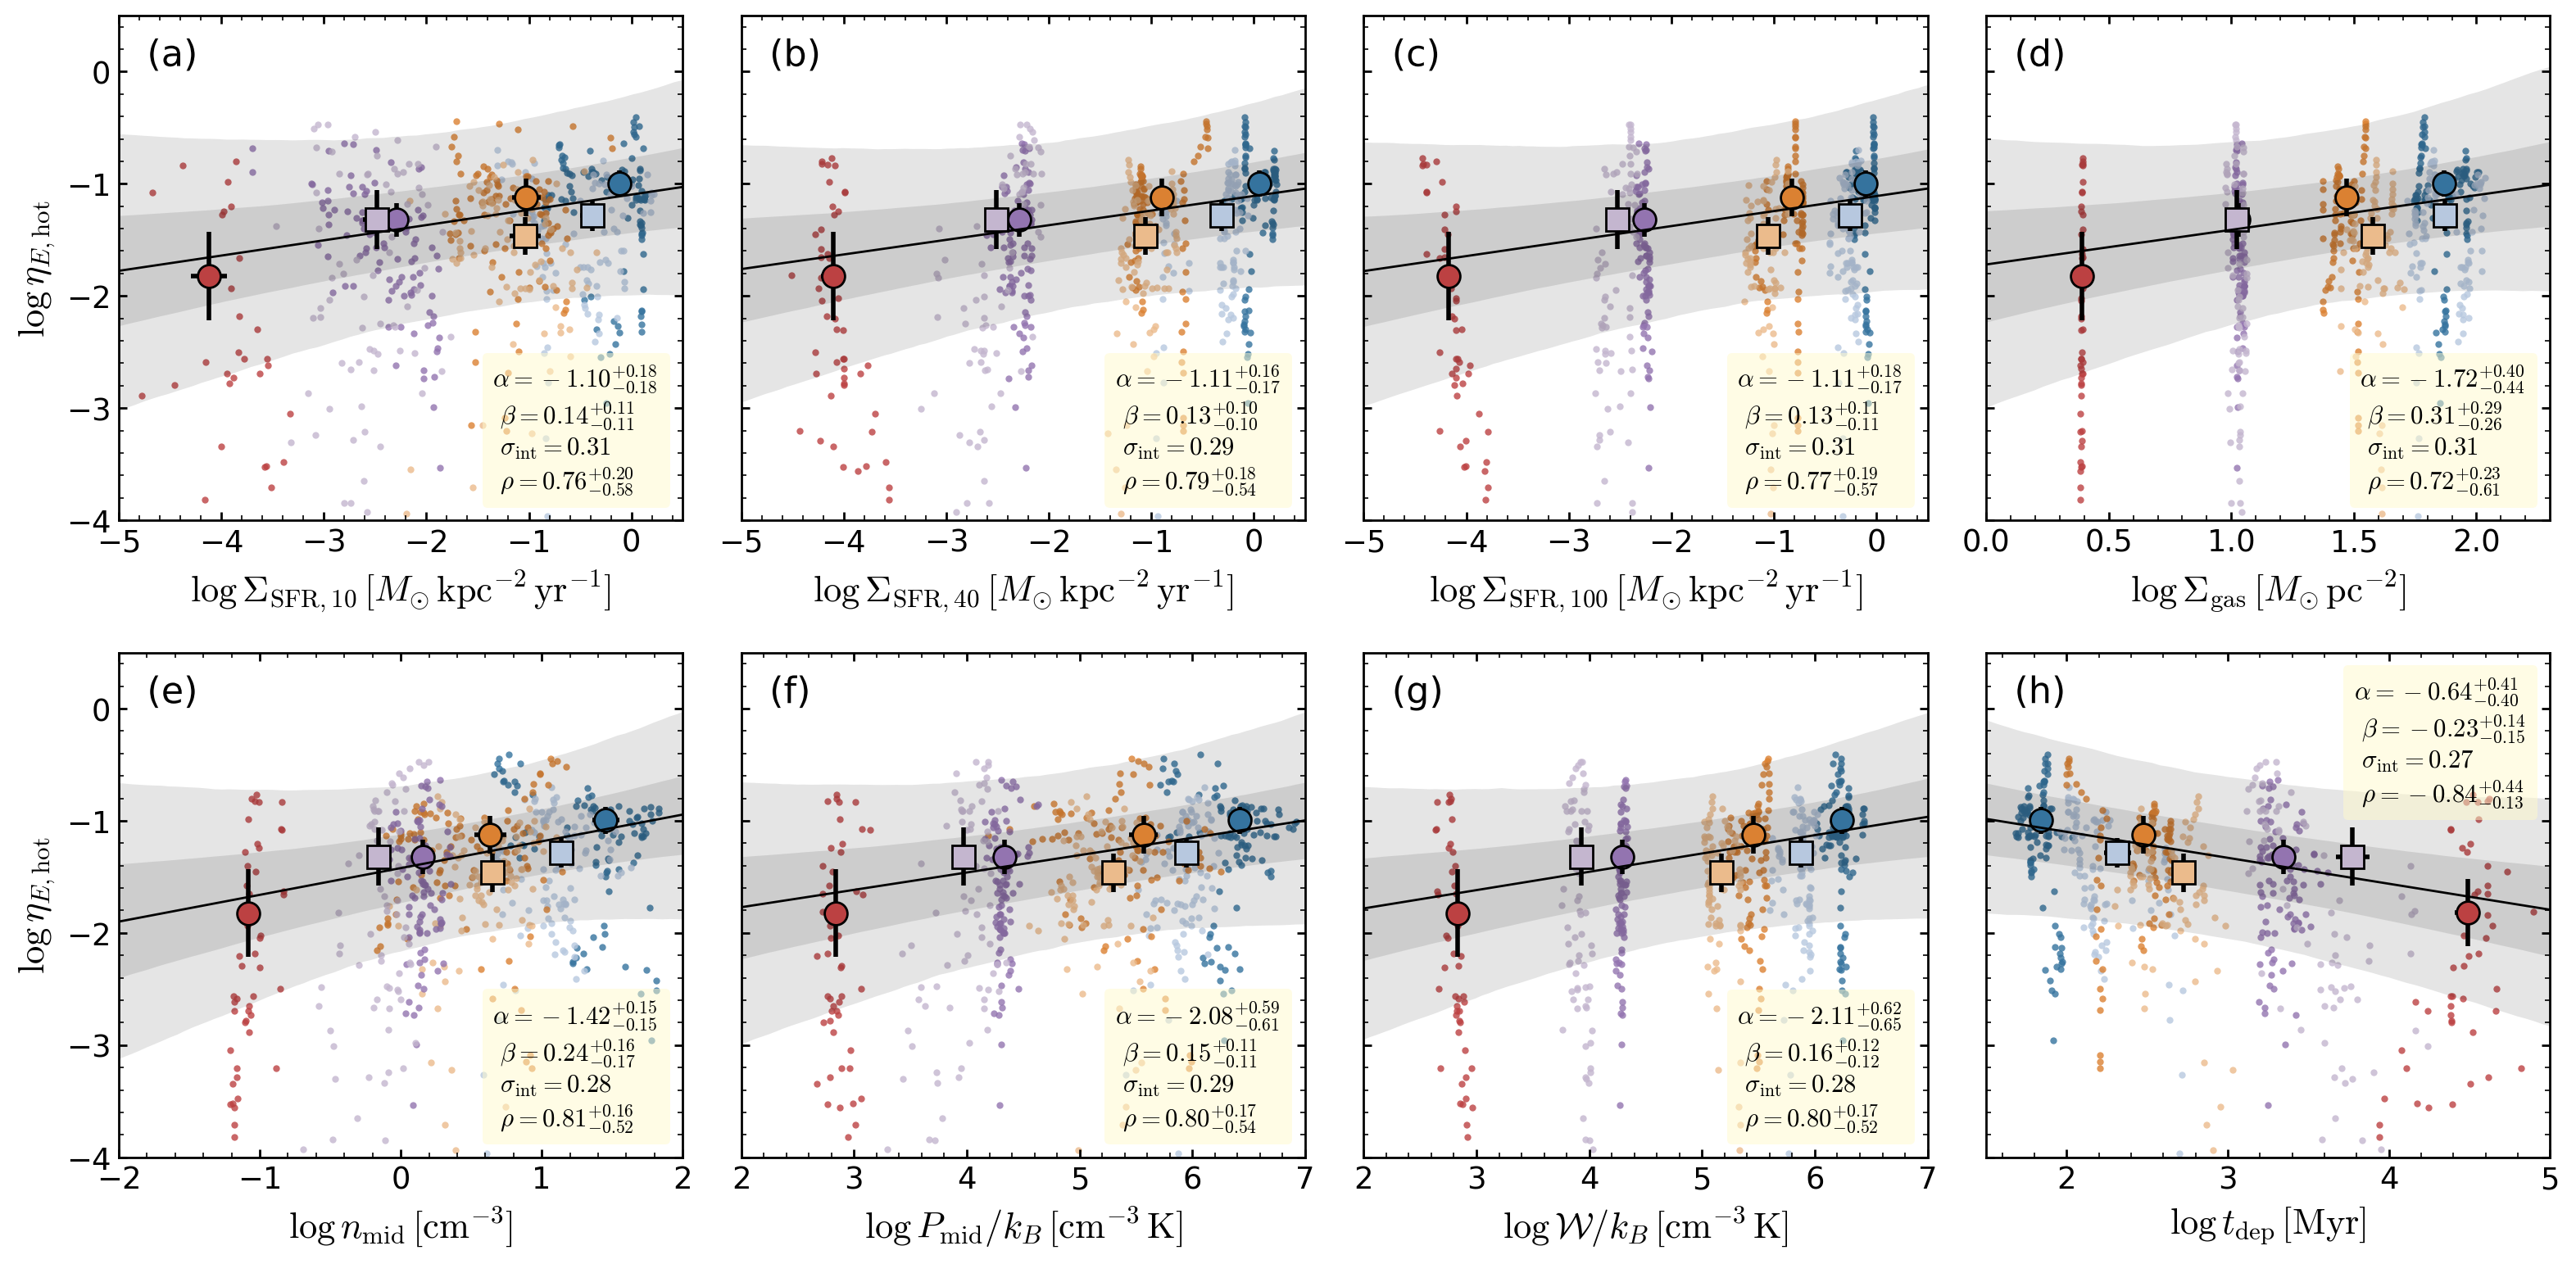 (a)
(b)
(c)
(d)
0
−1
−2
−3
−4
log η_{E, hot}
α = −1.10^{+0.18}_{−0.18}
β = 0.14^{+0.11}_{−0.11}
σ_int = 0.31
ρ = 0.76^{+0.20}_{−0.58}
α = −1.11^{+0.16}_{−0.17}
β = 0.13^{+0.10}_{−0.10}
σ_int = 0.29
ρ = 0.79^{+0.18}_{−0.54}
α = −1.11^{+0.18}_{−0.17}
β = 0.13^{+0.11}_{−0.11}
σ_int = 0.31
ρ = 0.77^{+0.19}_{−0.57}
α = −1.72^{+0.40}_{−0.44}
β = 0.31^{+0.29}_{−0.26}
σ_int = 0.31
ρ = 0.72^{+0.23}_{−0.61}
−5 −4 −3 −2 −1 0
−5 −4 −3 −2 −1 0
−5 −4 −3 −2 −1 0
0.0 0.5 1.0 1.5 2.0
log Σ_{SFR, 10} [M_⊙ kpc^{−2} yr^{−1}]
log Σ_{SFR, 40} [M_⊙ kpc^{−2} yr^{−1}]
log Σ_{SFR, 100} [M_⊙ kpc^{−2} yr^{−1}]
log Σ_gas [M_⊙ pc^{−2}]
(e)
(f)
(g)
(h)
0
−1
−2
−3
−4
log η_{E, hot}
α = −1.42^{+0.15}_{−0.15}
β = 0.24^{+0.16}_{−0.17}
σ_int = 0.28
ρ = 0.81^{+0.16}_{−0.52}
α = −2.08^{+0.59}_{−0.61}
β = 0.15^{+0.11}_{−0.11}
σ_int = 0.29
ρ = 0.80^{+0.17}_{−0.54}
α = −2.11^{+0.62}_{−0.65}
β = 0.16^{+0.12}_{−0.12}
σ_int = 0.28
ρ = 0.80^{+0.17}_{−0.52}
α = −0.64^{+0.41}_{−0.40}
β = −0.23^{+0.14}_{−0.15}
σ_int = 0.27
ρ = −0.84^{+0.44}_{−0.13}
−2 −1 0 1 2
2 3 4 5 6 7
2 3 4 5 6 7
2 3 4 5
log n_mid [cm^{−3}]
log P_mid/k_B [cm^{−3} K]
log 𝒲/k_B [cm^{−3} K]
log t_dep [Myr]